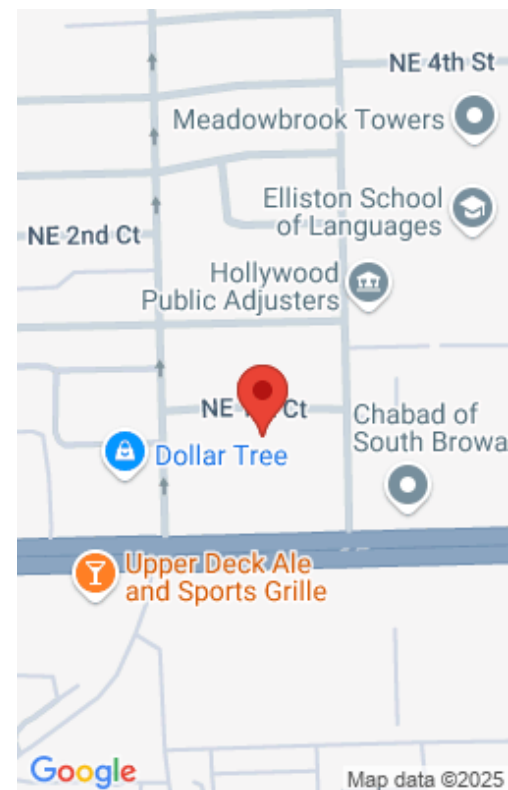 NE 4th St
Meadowbrook Towers
Elliston School
of Languages
NE 2nd Ct
Hollywood
Public Adjusters
NE 1 Ct
Chabad of
South Browa
Dollar Tree
Upper Deck Ale
and Sports Grille
Google
Map data ©2025